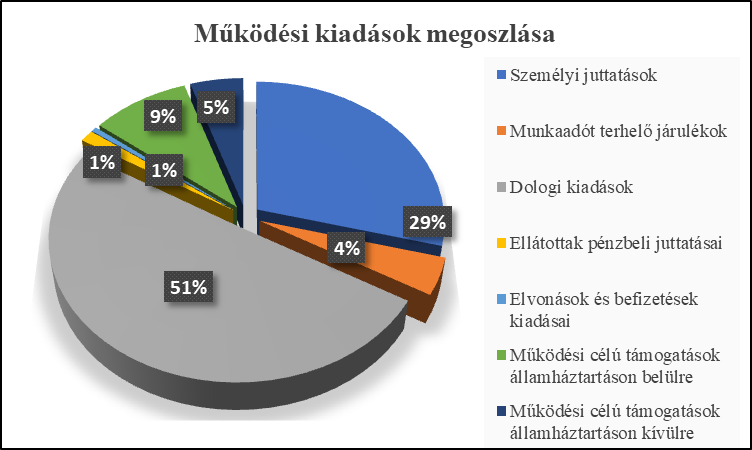 Működési kiadások megoszlása
Személyi juttatások
Munkaadót terhelő járulékok
Dologi kiadások
Ellátottak pénzbeli juttatásai
Elvonások és befizetések
kiadásai
Működési célú támogatások
államháztartáson belülre
Működési célú támogatások
államháztartáson kívülre
29%
4%
51%
1%
1%
9%
5%